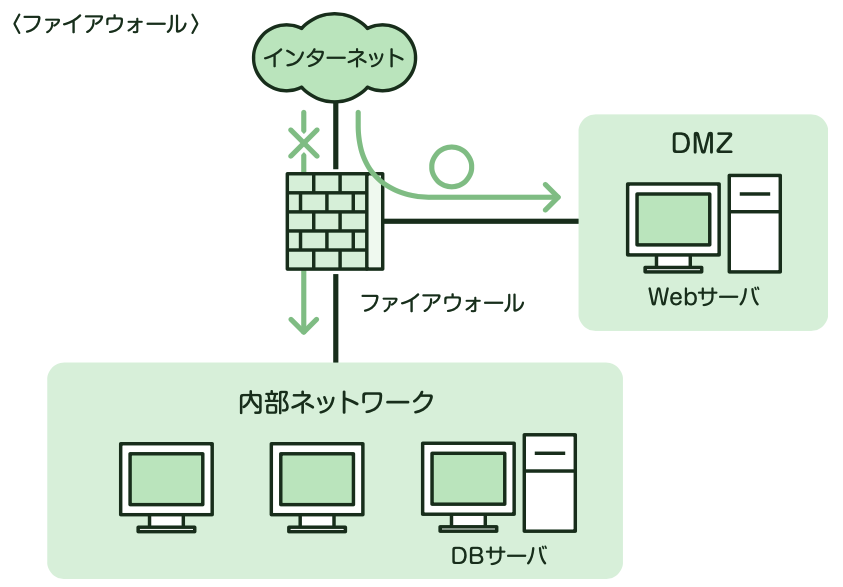 〈ファイアウォール〉
インターネット
DMZ
Webサーバ
ファイアウォール
内部ネットワーク
DBサーバ